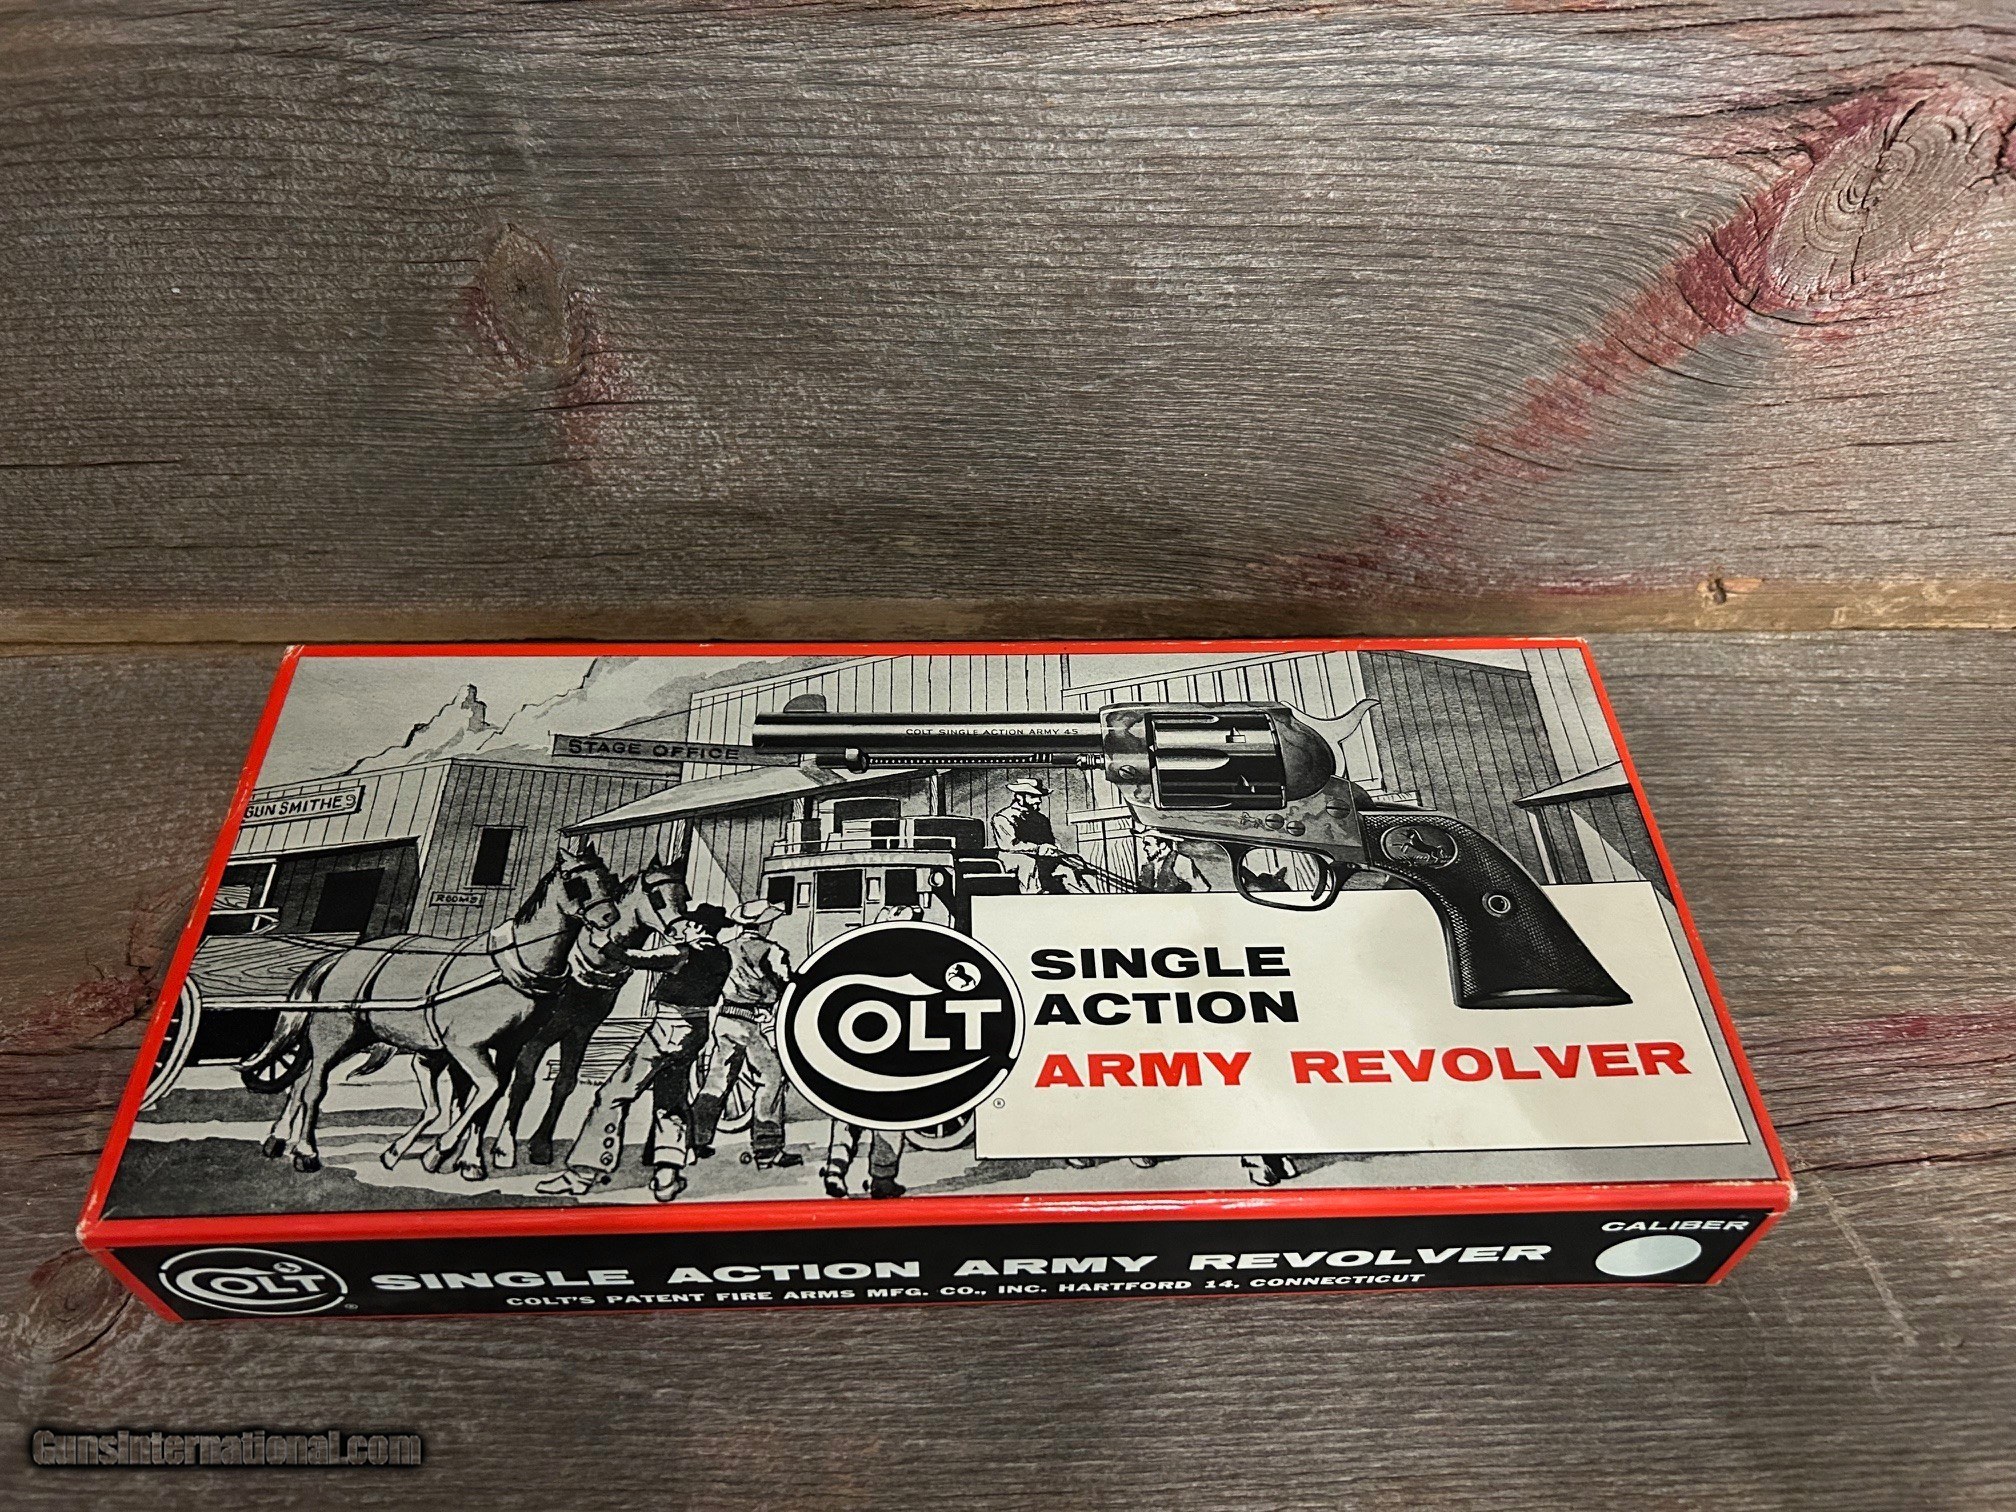 STAGE OFFICE
COLT SINGLE ACTION ARMY 45
GUN SMITHE
ROOMS
COLT
®
SINGLE
ACTION
ARMY REVOLVER
COLT
®
SINGLE ACTION ARMY REVOLVER
COLT'S PATENT FIRE ARMS MFG. CO., INC. HARTFORD 14, CONNECTICUT
CALIBER
GunsInternational.com